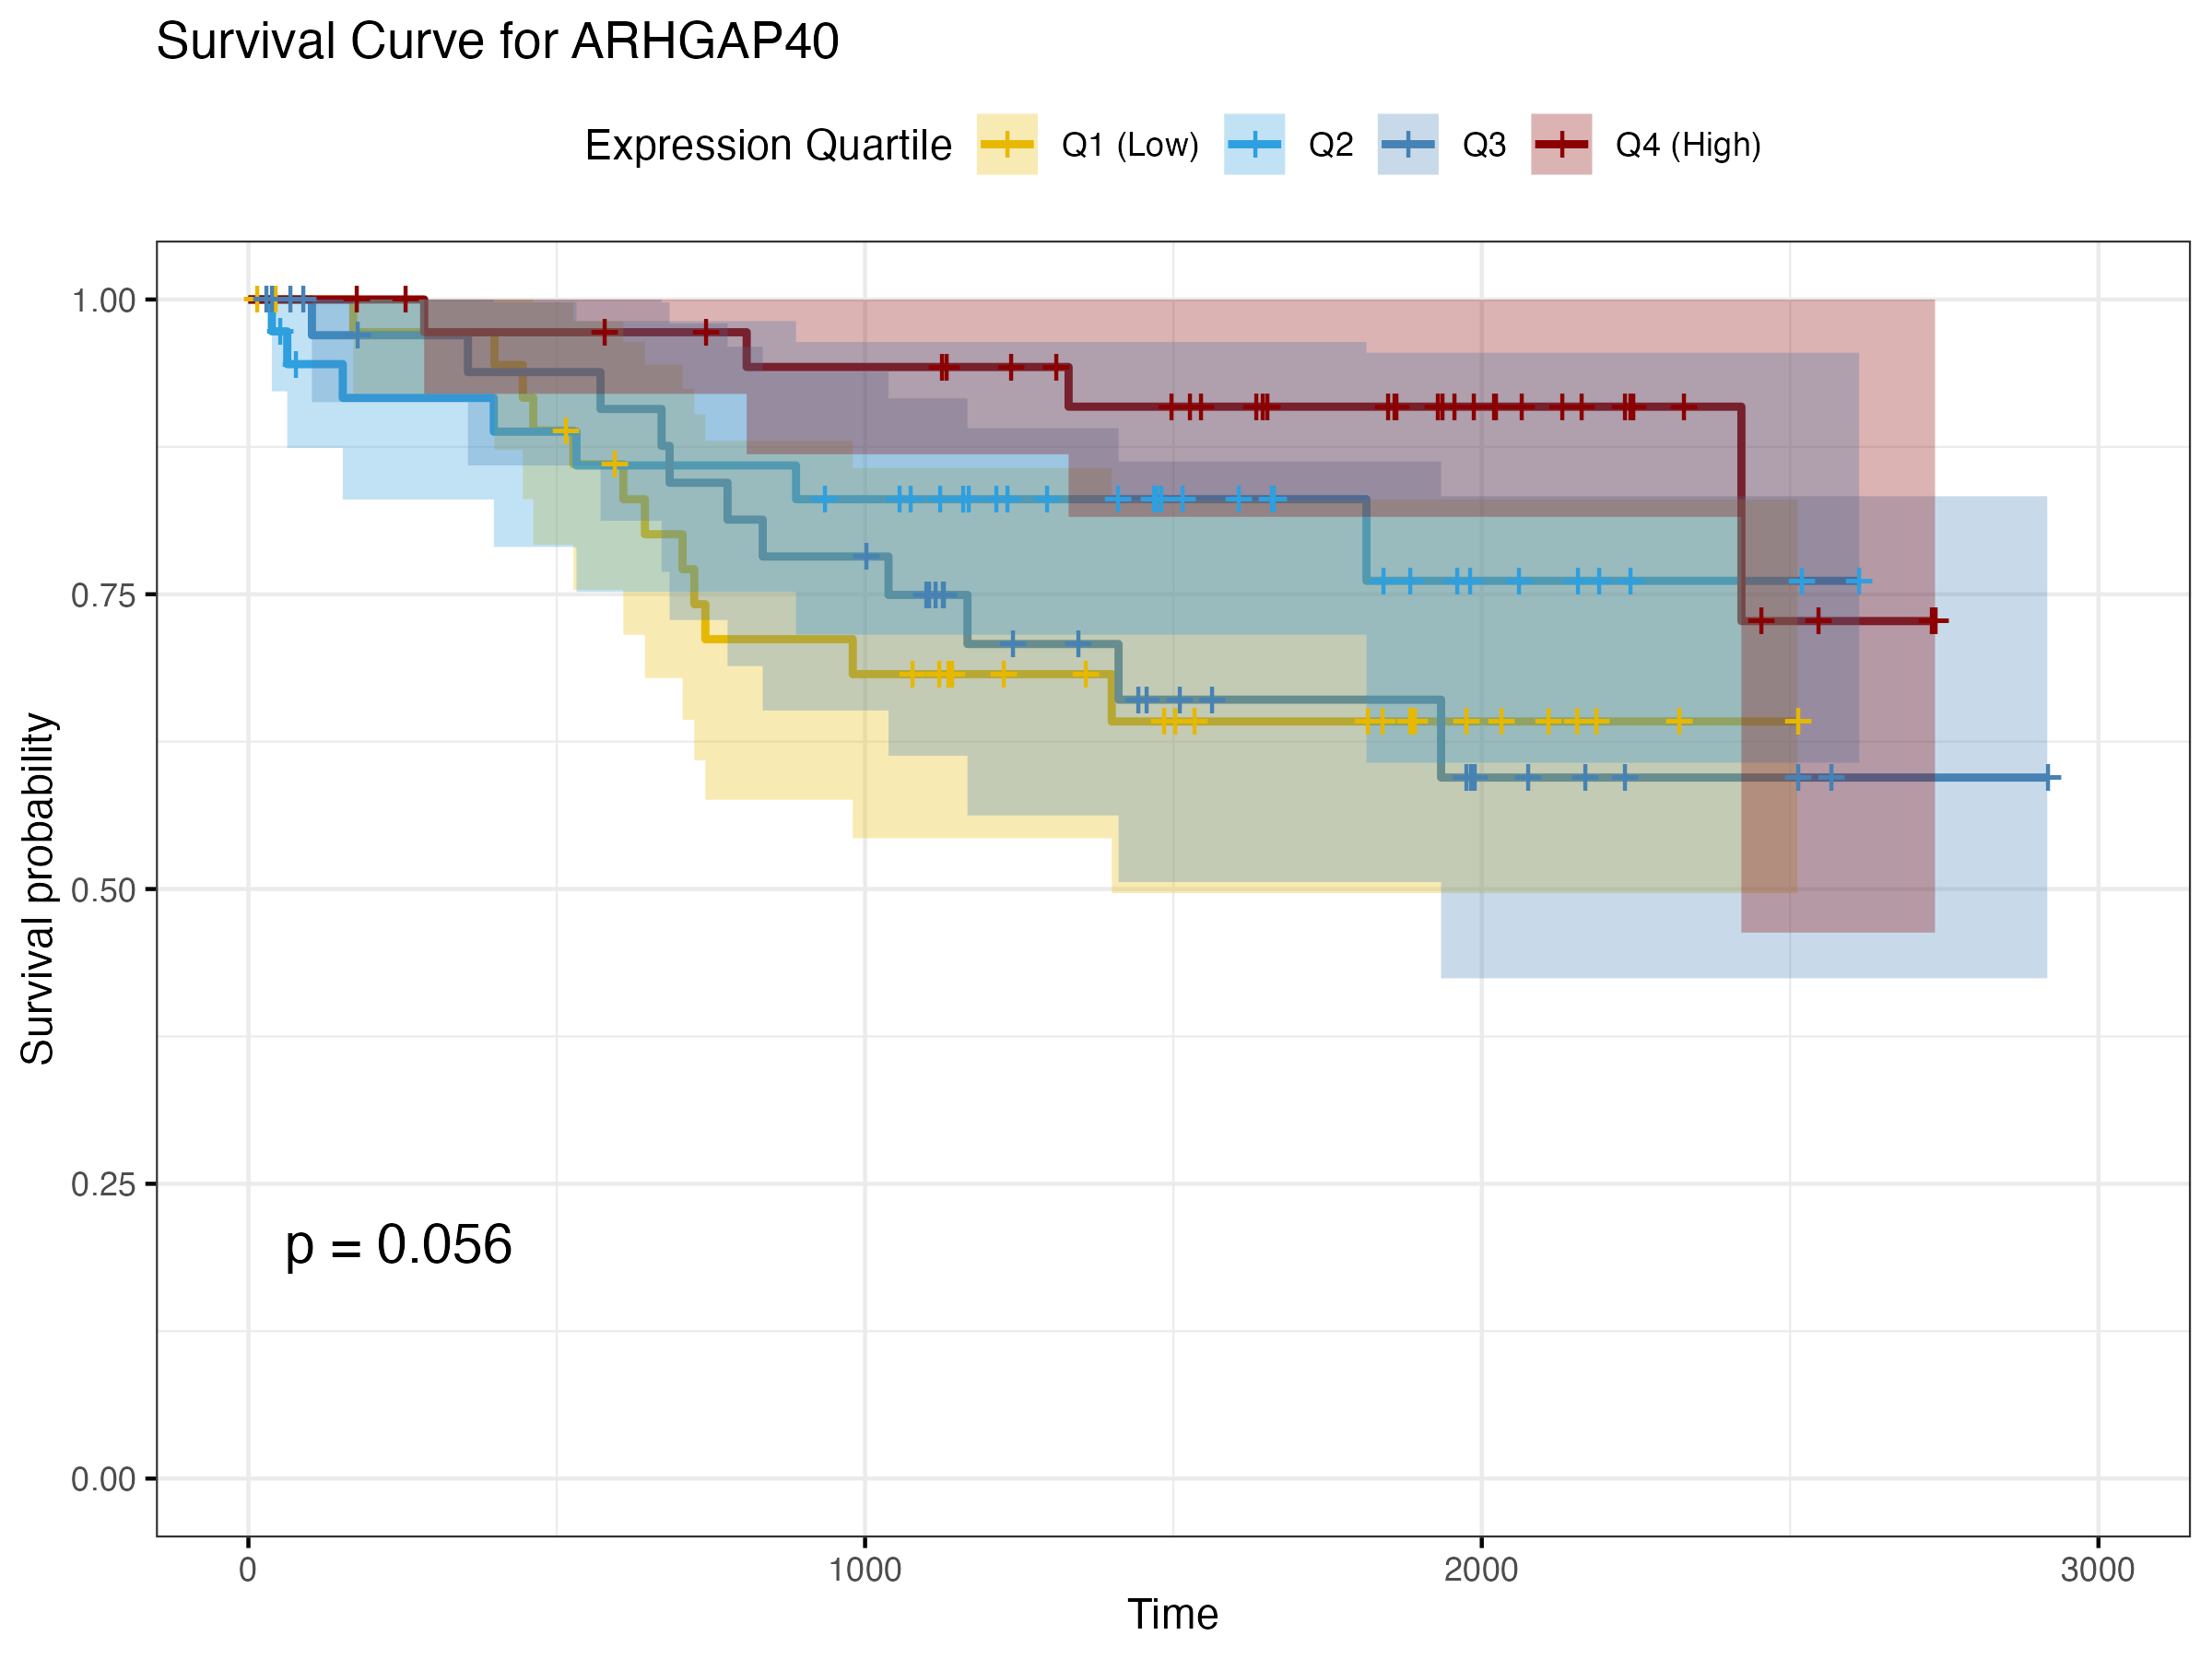 Survival Curve for ARHGAP40
Expression Quartile Q1 (Low) Q2 Q3 Q4 (High)
Survival probability
1.00
0.75
0.50
0.25
0.00
p = 0.056
0 1000 2000 3000
Time